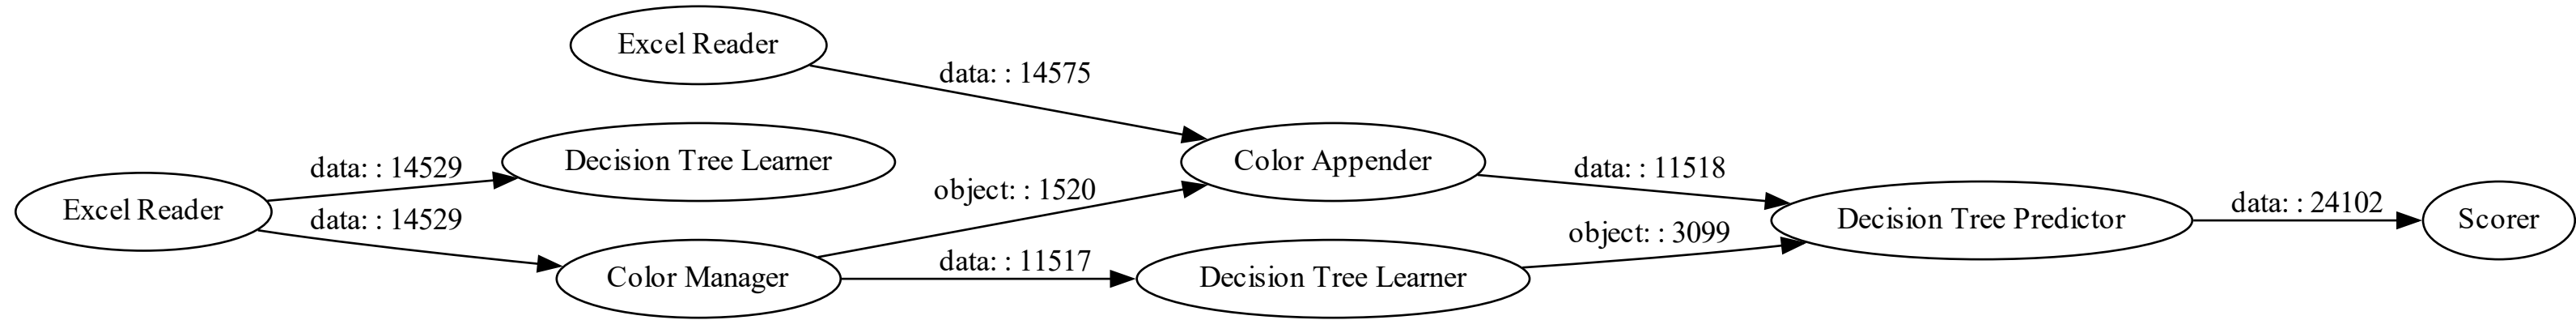 Excel Reader
data: : 14575
data: : 14529
Decision Tree Learner
Color Appender
data: : 11518
Excel Reader
object: : 1520
data: : 24102
Decision Tree Predictor
Scorer
data: : 14529
object: : 3099
Color Manager
data: : 11517
Decision Tree Learner